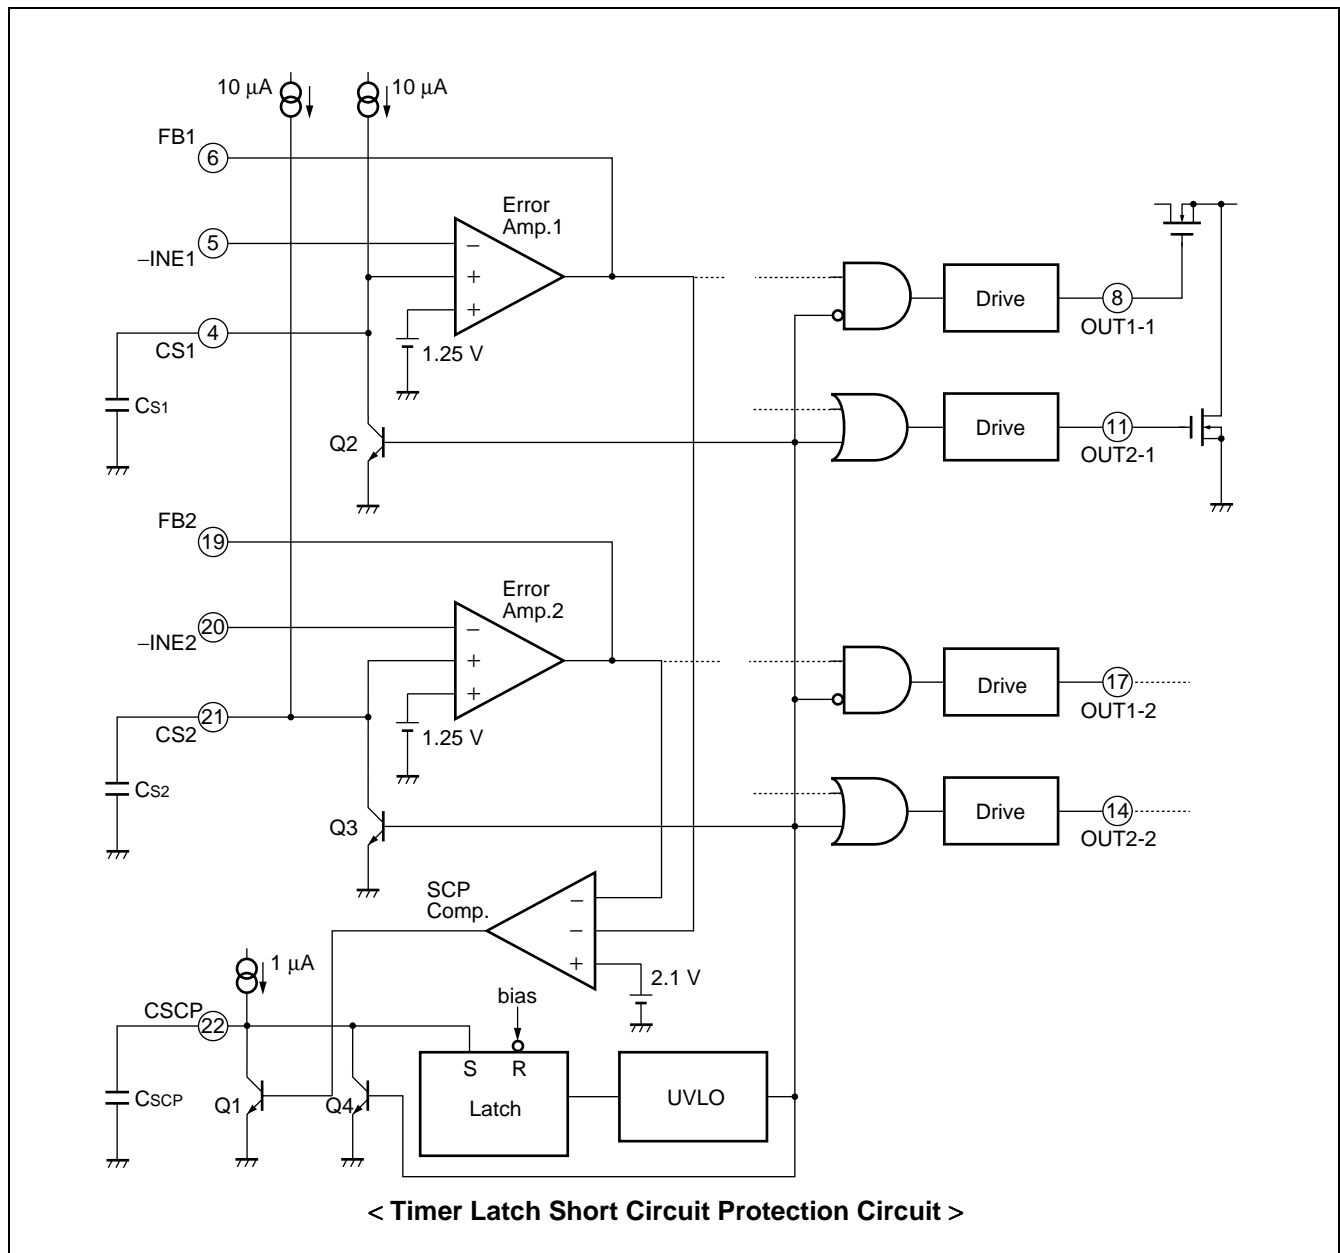 10 µA
10 µA
FB1
6
Error
Amp.1
5
–INE1
−
+
+
4
CS1
1.25 V
CS1
Q2
Drive
8
OUT1-1
Drive
11
OUT2-1
FB2
19
Error
Amp.2
20
–INE2
−
+
+
21
CS2
1.25 V
CS2
Q3
Drive
17
OUT1-2
Drive
14
OUT2-2
SCP
Comp.
−
−
+
2.1 V
1 µA
bias
CSCP
22
S R
Latch
UVLO
CSCP
Q1
Q4
< Timer Latch Short Circuit Protection Circuit >